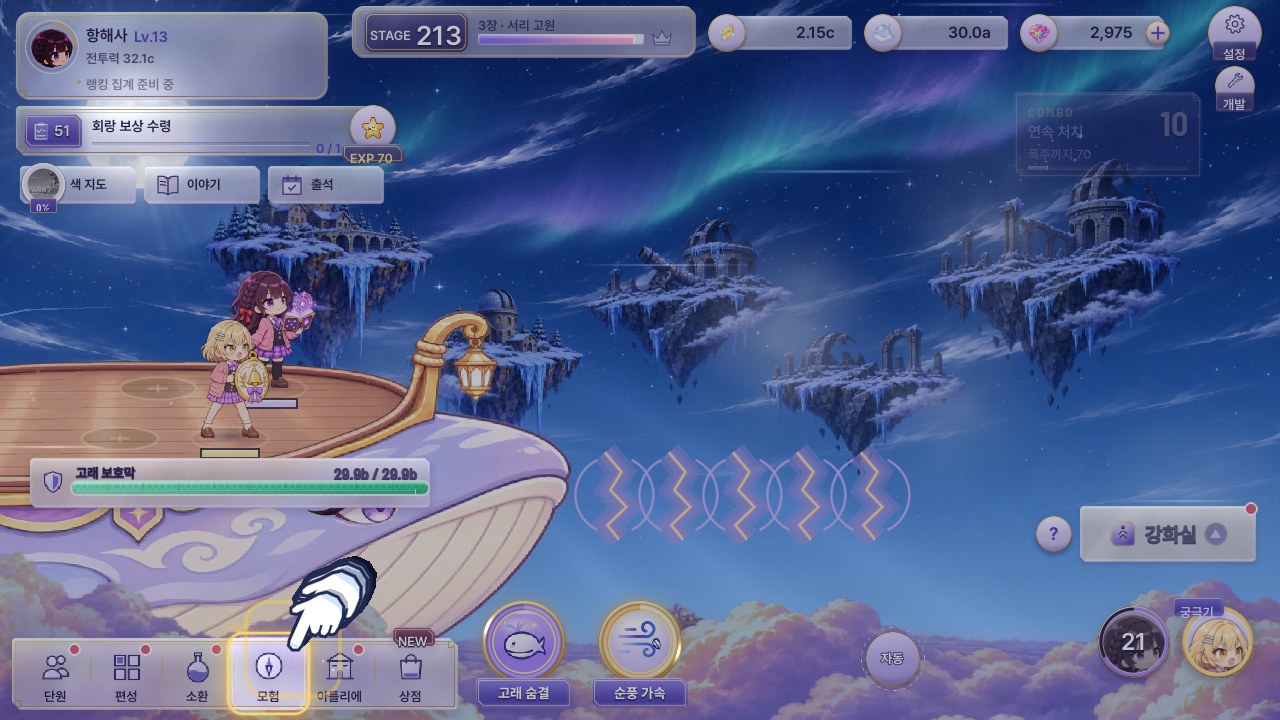 항해사 Lv.13
전투력 32.1c
* 랭킹 집계 준비 중
STAGE 213
3장 · 서리 고원
2.15c
30.0a
2,975
설정
개발
51
회랑 보상 수령
0 / 1
EXP 70
색 지도
0%
이야기
출석
COMBO
연속 처치
10
폭주까지 70
고래 보호막
29.9b / 29.9b
?
강화실
단원
편성
소환
모험
아틀리에
NEW
상점
고래 숨결
순풍 가속
자동
21
궁극기